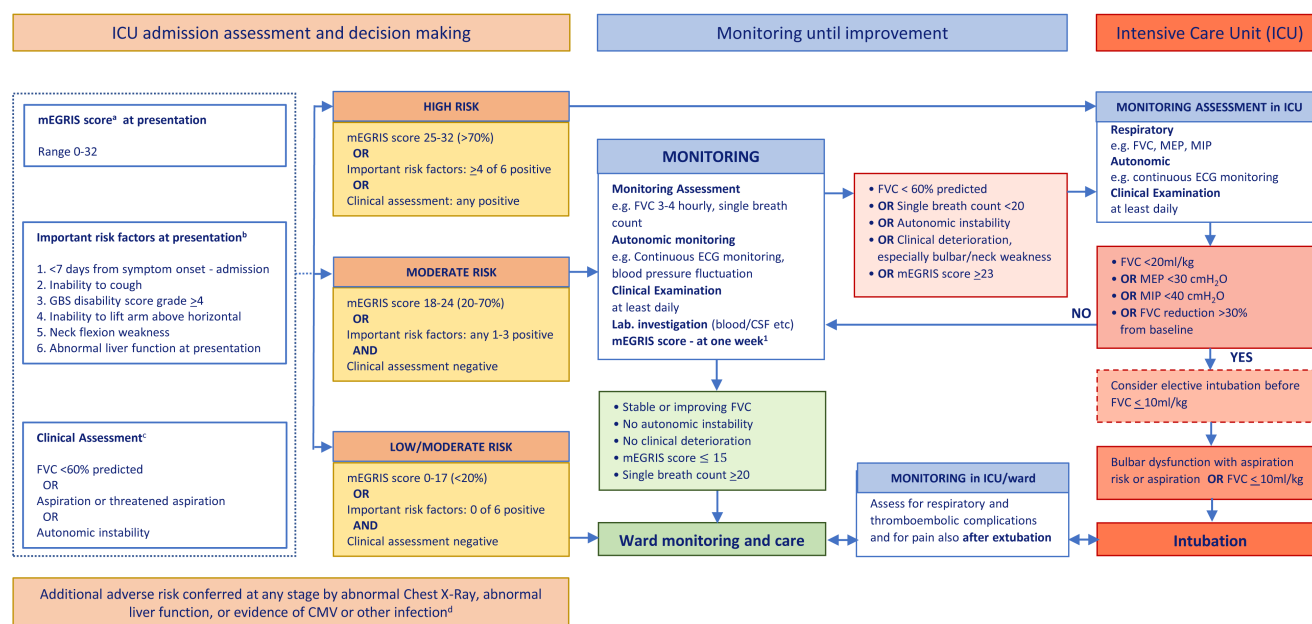 ICU admission assessment and decision making
Monitoring until improvement
Intensive Care Unit (ICU)
mEGRIS scoreᵃ at presentation
Range 0-32
Important risk factors at presentationᵇ
1. <7 days from symptom onset - admission
2. Inability to cough
3. GBS disability score grade ≥4
4. Inability to lift arm above horizontal
5. Neck flexion weakness
6. Abnormal liver function at presentation
Clinical Assessmentᶜ
FVC <60% predicted
OR
Aspiration or threatened aspiration
OR
Autonomic instability
HIGH RISK
mEGRIS score 25-32 (>70%)
OR
Important risk factors: ≥4 of 6 positive
OR
Clinical assessment: any positive
MODERATE RISK
mEGRIS score 18-24 (20-70%)
OR
Important risk factors: any 1-3 positive
AND
Clinical assessment negative
LOW/MODERATE RISK
mEGRIS score 0-17 (<20%)
OR
Important risk factors: 0 of 6 positive
AND
Clinical assessment negative
Additional adverse risk conferred at any stage by abnormal Chest X-Ray, abnormal
liver function, or evidence of CMV or other infectionᵈ
MONITORING
Monitoring Assessment
e.g. FVC 3-4 hourly, single breath
count
Autonomic monitoring
e.g. Continuous ECG monitoring,
blood pressure fluctuation
Clinical Examination
at least daily
Lab. investigation (blood/CSF etc)
mEGRIS score - at one week¹
• Stable or improving FVC
• No autonomic instability
• No clinical deterioration
• mEGRIS score ≤ 15
• Single breath count ≥20
Ward monitoring and care
• FVC < 60% predicted
• OR Single breath count <20
• OR Autonomic instability
• OR Clinical deterioration,
especially bulbar/neck weakness
• OR mEGRIS score ≥23
MONITORING in ICU/ward
Assess for respiratory and
thromboembolic complications
and for pain also after extubation
MONITORING ASSESSMENT in ICU
Respiratory
e.g. FVC, MEP, MIP
Autonomic
e.g. continuous ECG monitoring
Clinical Examination
at least daily
• FVC <20ml/kg
• OR MEP <30 cmH₂O
• OR MIP <40 cmH₂O
• OR FVC reduction >30%
from baseline
NO
YES
Consider elective intubation before
FVC ≤10ml/kg
Bulbar dysfunction with aspiration
risk or aspiration OR FVC ≤10ml/kg
Intubation